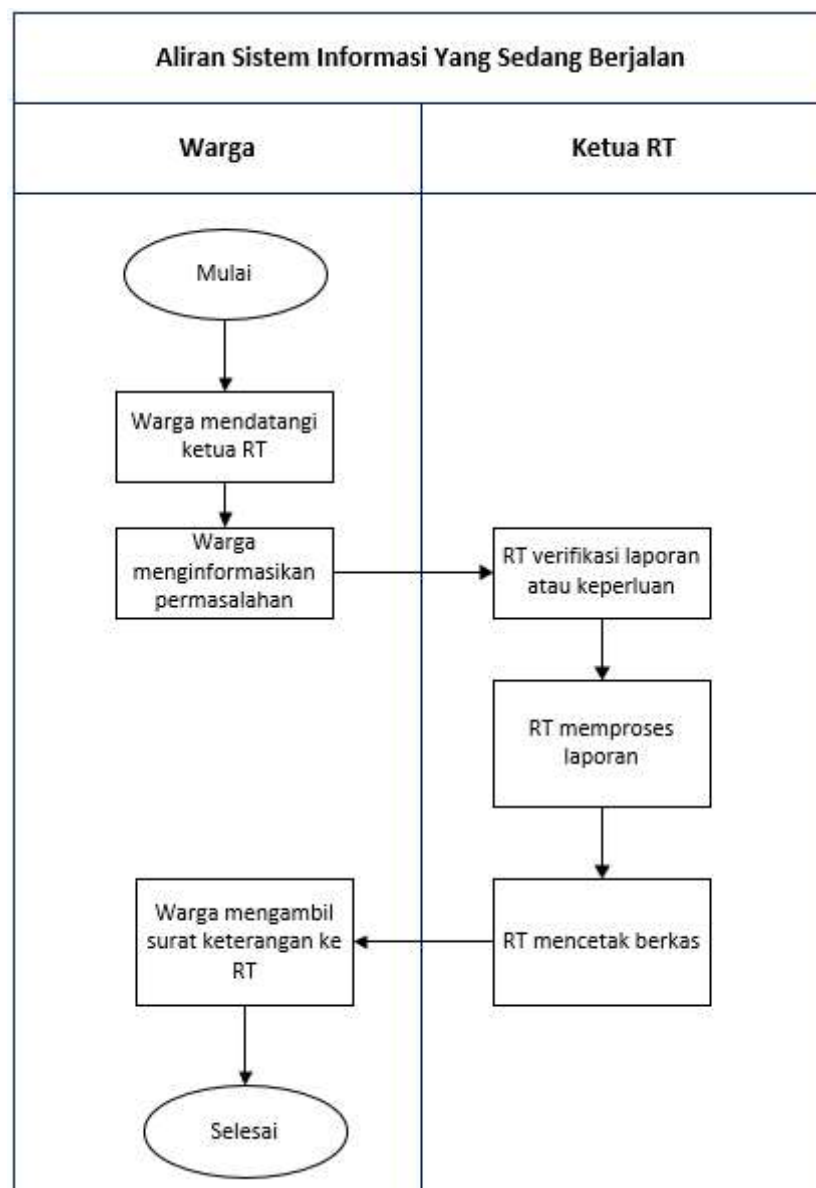 Aliran Sistem Informasi Yang Sedang Berjalan
Warga
Ketua RT
Mulai
Warga mendatangi
ketua RT
Warga
menginformasikan
permasalahan
RT verifikasi laporan
atau keperluan
RT memproses
laporan
RT mencetak berkas
Warga mengambil
surat keterangan ke
RT
Selesai